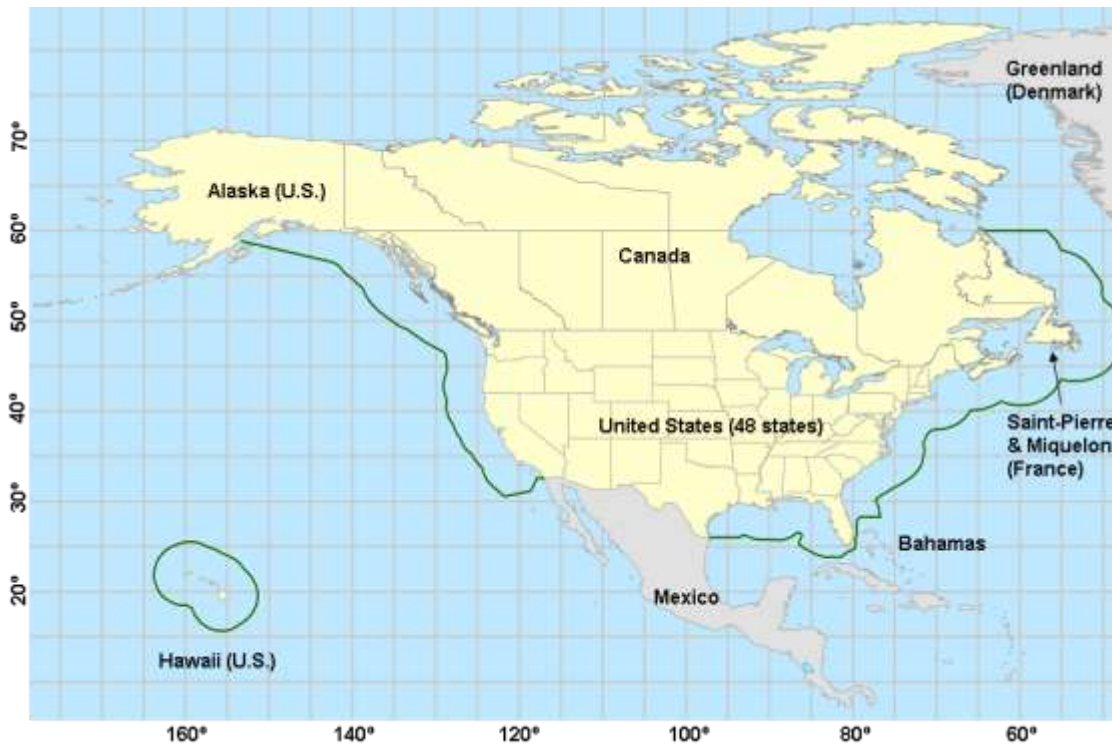 Greenland
(Denmark)
70°
Alaska (U.S.)
60°
Canada
50°
40°
United States (48 states)
Saint-Pierre
& Miquelon
(France)
30°
Bahamas
20°
Mexico
Hawaii (U.S.)
160°
140°
120°
100°
80°
60°